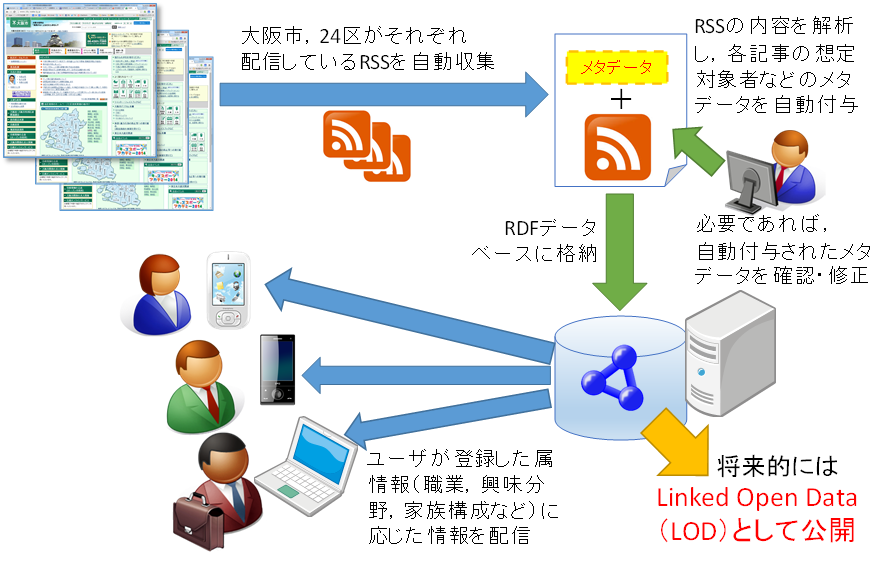 大阪市，24区がそれぞれ
配信しているRSSを自動収集
メタデータ
＋
RSSの内容を解析
し，各記事の想定
対象者などのメタ
データを自動付与
必要であれば，
自動付与されたメタ
データを確認・修正
RDFデータ
ベースに格納
ユーザが登録した属
情報（職業，興味分
野，家族構成など）に
応じた情報を配信
将来的には
Linked Open Data
（LOD）として公開